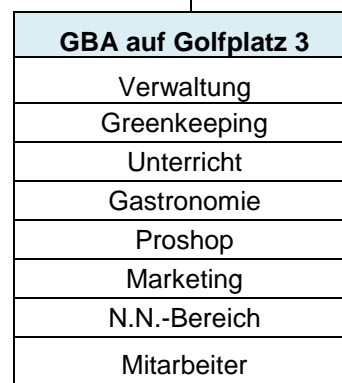 GBA auf Golfplatz 3
Verwaltung
Greenkeeping
Unterricht
Gastronomie
Proshop
Marketing
N.N.-Bereich
Mitarbeiter